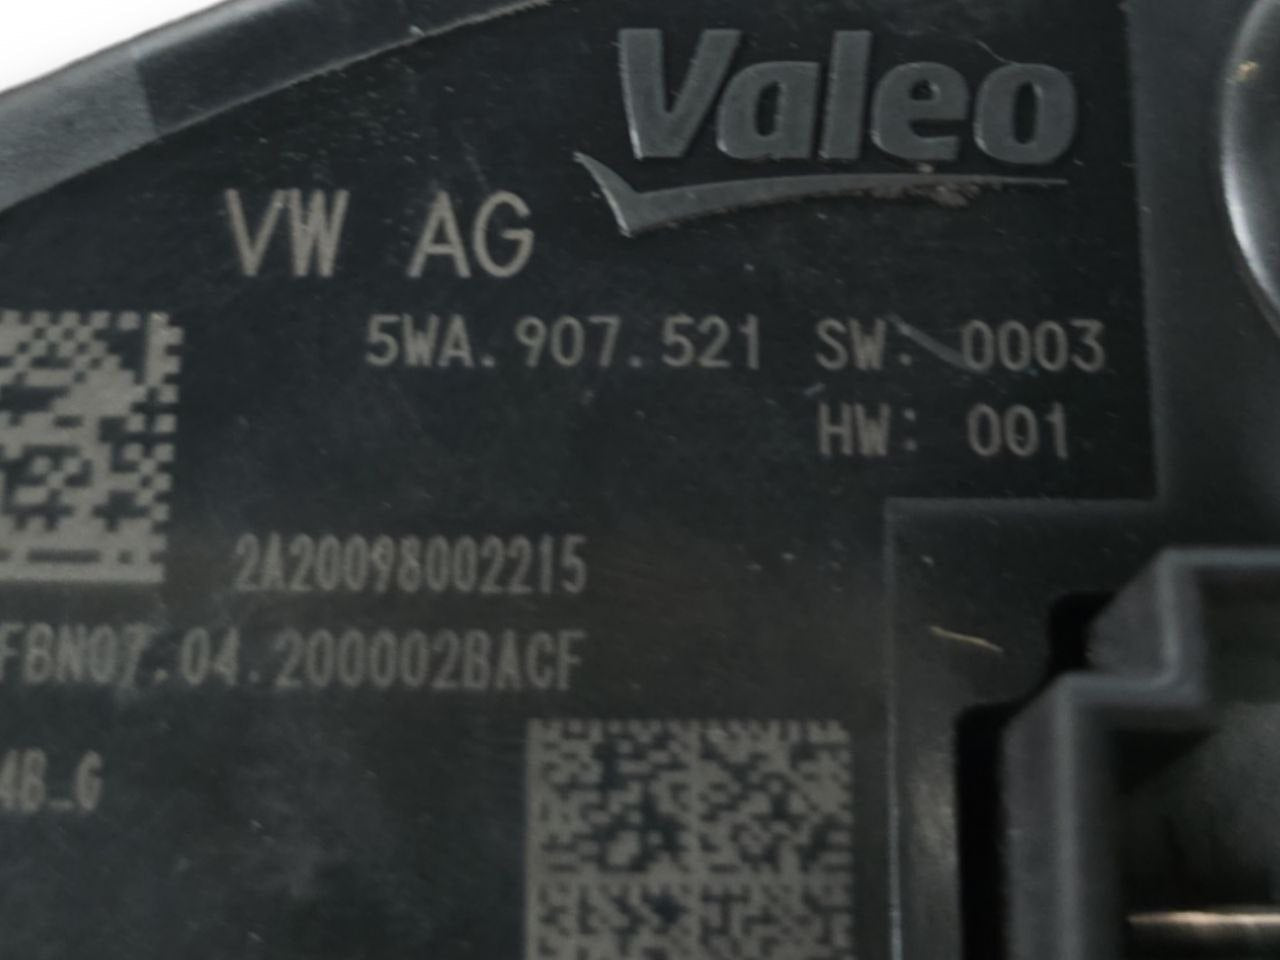 Valeo
VW AG
5WA.907.521 SW: 0003
HW: 001
2A20098002215
FBN07.04.200002BACF
4B_G